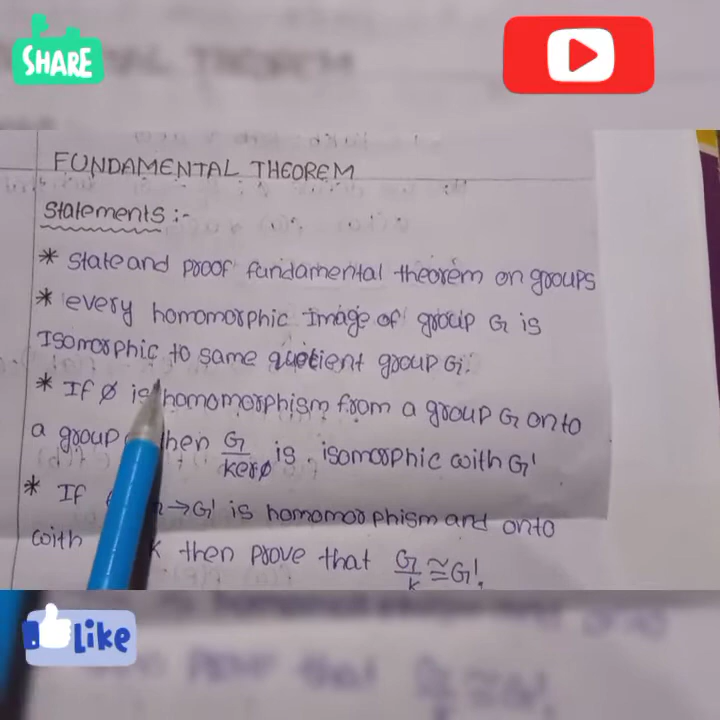 SHARE
FUNDAMENTAL THEOREM
Statements :-
* State and proof fundamental theorem on groups
* every homomorphic Image of group G is
Isomorphic to same quotient group G.
* If ø is homomorphism from a group G onto
a group then G/kerø is isomorphic with G'
* If →G' is homomorphism and onto
with K then prove that G/K ≅ G'.
Like